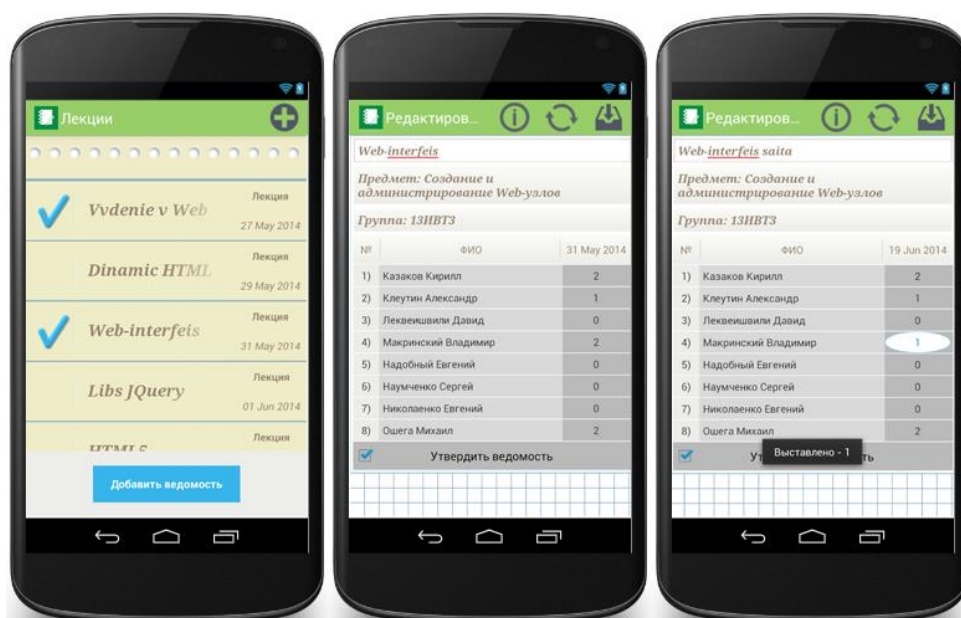 Лекции
Vvdenie v Web
Лекция
27 May 2014
Dinamic HTML
Лекция
29 May 2014
Web-interfeis
Лекция
31 May 2014
Libs JQuery
Лекция
01 Jun 2014
HTML5
Лекция
Добавить ведомость
Редактиров...
Web-interfeis
Предмет: Создание и
администрирование Web-узлов
Группа: 13ИВТЗ
№ ФИО 31 May 2014
1) Казаков Кирилл 2
2) Клеутин Александр 1
3) Леквеишвили Давид 0
4) Макринский Владимир 2
5) Надобный Евгений 0
6) Наумченко Сергей 0
7) Николаенко Евгений 0
8) Ошега Михаил 2
Утвердить ведомость
Редактиров...
Web-interfeis saita
Предмет: Создание и
администрирование Web-узлов
Группа: 13ИВТЗ
№ ФИО 19 Jun 2014
1) Казаков Кирилл 2
2) Клеутин Александр 1
3) Леквеишвили Давид 0
4) Макринский Владимир 1
5) Надобный Евгений 0
6) Наумченко Сергей 0
7) Николаенко Евгений 0
8) Ошега Михаил 2
Выставлено - 1